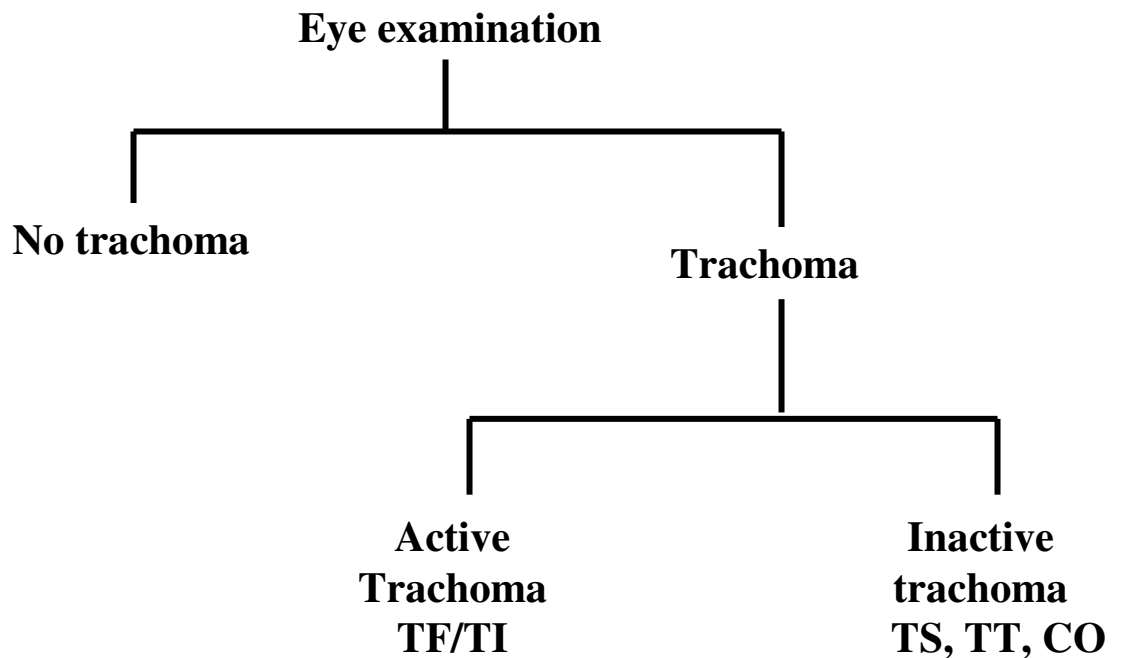 Eye examination
No trachoma
Trachoma
Active
Trachoma
TF/TI
Inactive
trachoma
TS, TT, CO